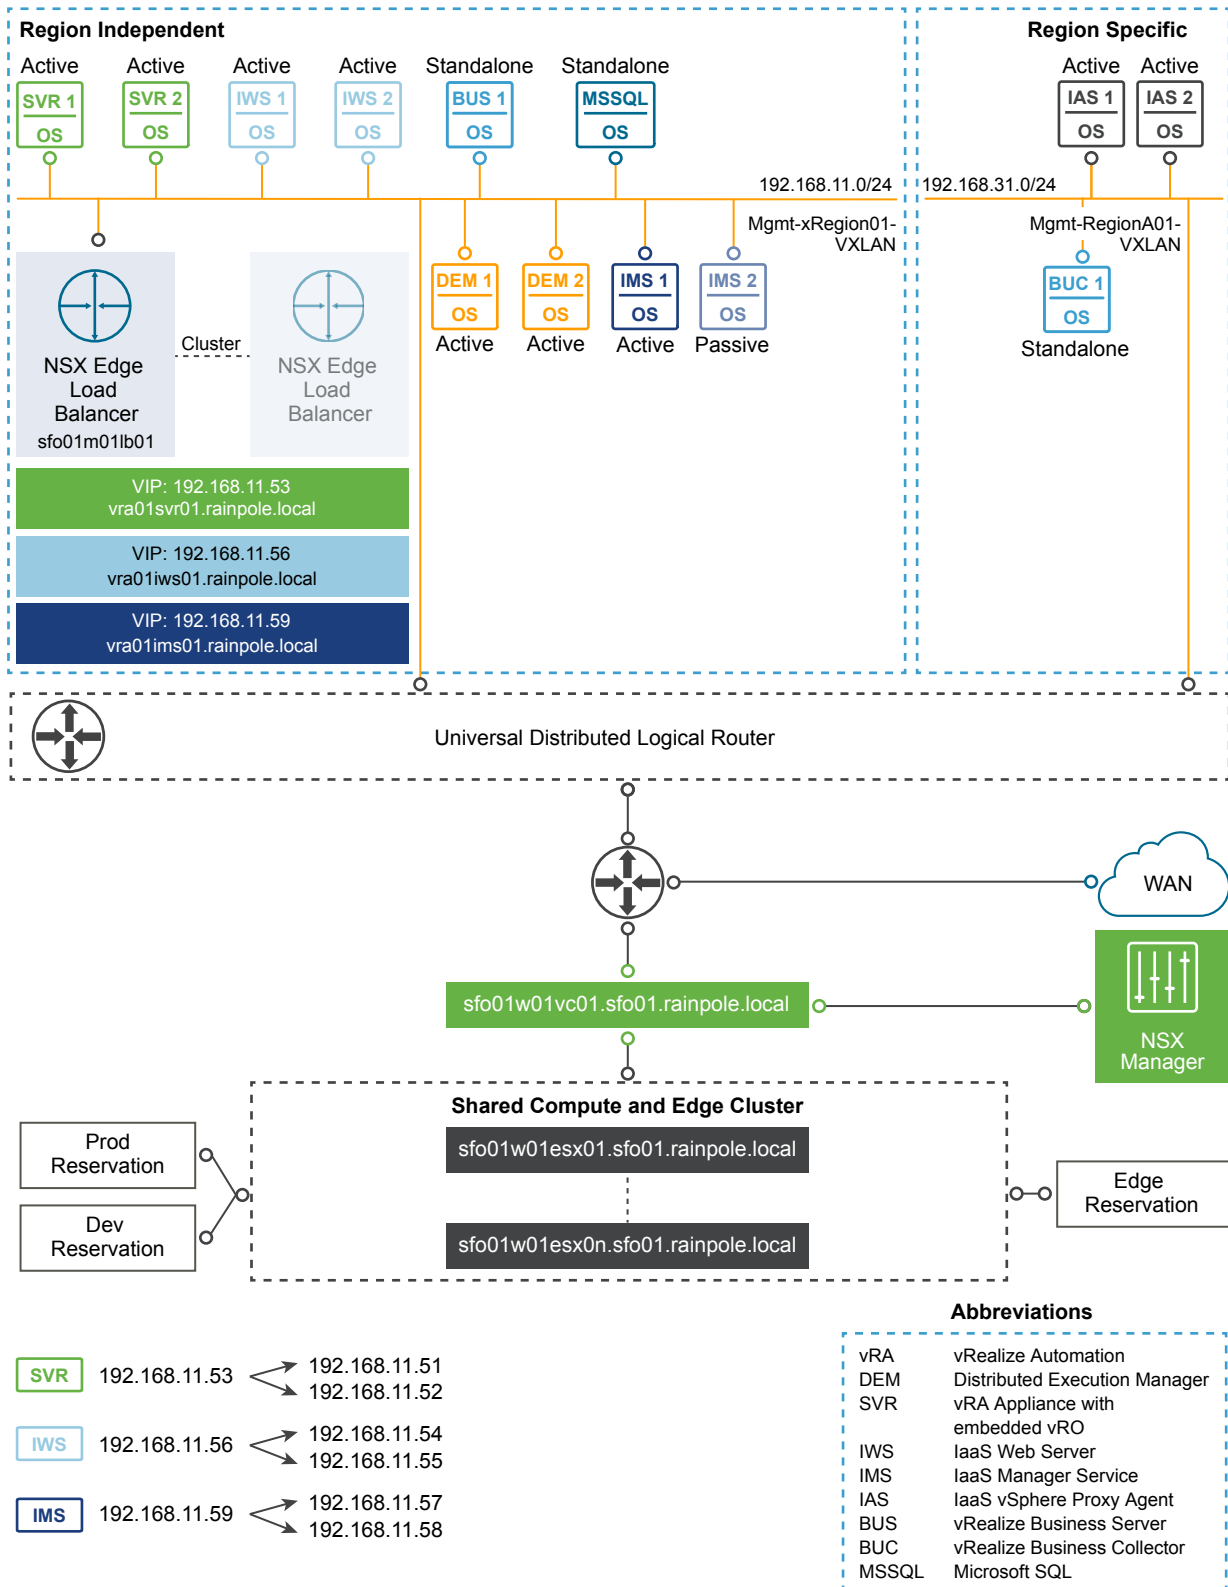 Region Independent
Region Specific
Active
Active
Active
Active
Standalone
Standalone
Active
Active
SVR 1
OS
SVR 2
OS
IWS 1
OS
IWS 2
OS
BUS 1
OS
MSSQL
OS
IAS 1
OS
IAS 2
OS
192.168.11.0/24
192.168.31.0/24
Mgmt-xRegion01-
VXLAN
Mgmt-RegionA01-
VXLAN
DEM 1
OS
Active
DEM 2
OS
Active
IMS 1
OS
Active
IMS 2
OS
Passive
BUC 1
OS
Standalone
NSX Edge
Load
Balancer
sfo01m01lb01
Cluster
NSX Edge
Load
Balancer
VIP: 192.168.11.53
vra01svr01.rainpole.local
VIP: 192.168.11.56
vra01iws01.rainpole.local
VIP: 192.168.11.59
vra01ims01.rainpole.local
Universal Distributed Logical Router
WAN
sfo01w01vc01.sfo01.rainpole.local
NSX
Manager
Shared Compute and Edge Cluster
sfo01w01esx01.sfo01.rainpole.local
sfo01w01esx0n.sfo01.rainpole.local
Prod
Reservation
Dev
Reservation
Edge
Reservation
SVR 192.168.11.53 192.168.11.51
192.168.11.52
IWS 192.168.11.56 192.168.11.54
192.168.11.55
IMS 192.168.11.59 192.168.11.57
192.168.11.58
Abbreviations
vRA vRealize Automation
DEM Distributed Execution Manager
SVR vRA Appliance with
embedded vRO
IWS IaaS Web Server
IMS IaaS Manager Service
IAS IaaS vSphere Proxy Agent
BUS vRealize Business Server
BUC vRealize Business Collector
MSSQL Microsoft SQL